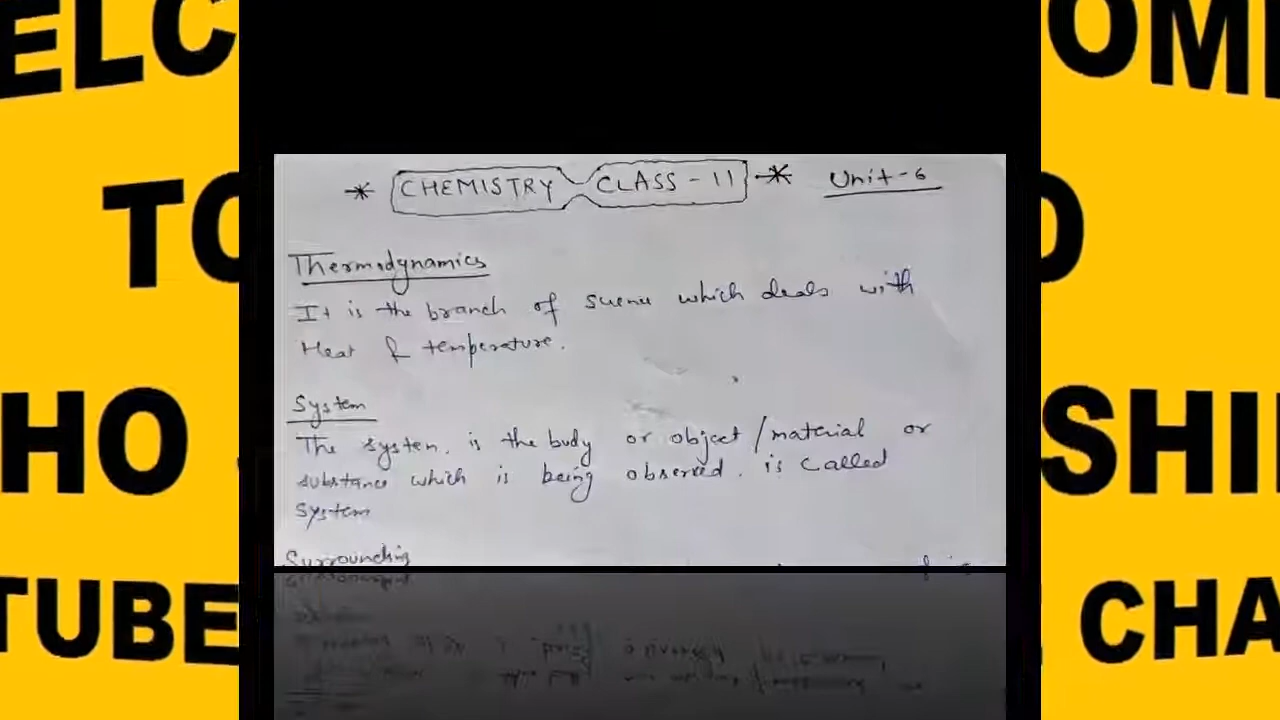 ELC
OME
TO
O
HO
SHI
TUBE
CHA
* CHEMISTRY CLASS - 11 * Unit - 6
Thermodynamics
It is the branch of science which deals with
Heat & temperature.
System
The system. is the body or object / material or
substance which is being observed. is called
System
Surrounding